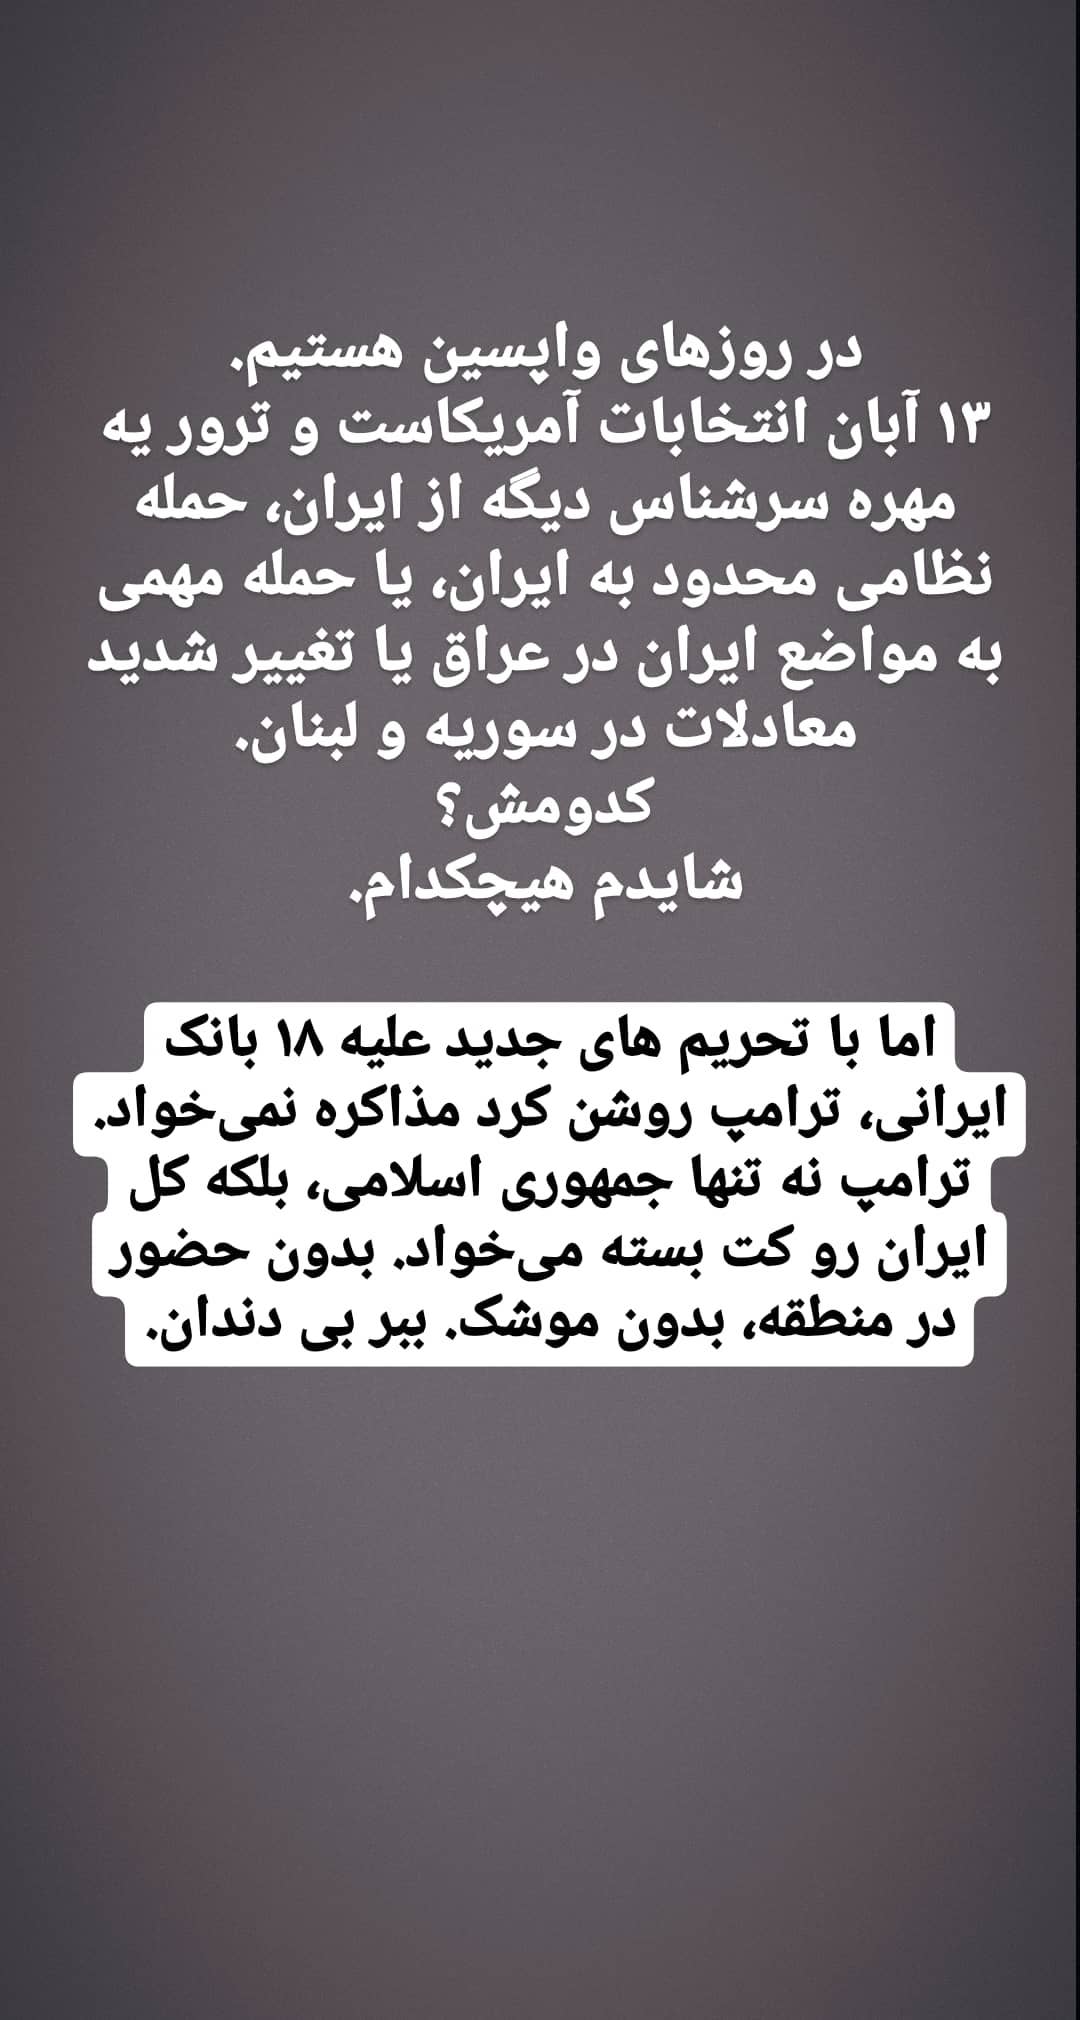 در روزهای واپسین هستیم.
۱۳ آبان انتخابات آمریکاست و ترور یه
مهره سرشناس دیگه از ایران، حمله
نظامی محدود به ایران، یا حمله مهمی
به مواضع ایران در عراق یا تغییر شدید
معادلات در سوریه و لبنان.
کدومش؟
شایدم هیچکدام.
اما با تحریم های جدید علیه ۱۸ بانک
ایرانی، ترامپ روشن کرد مذاکره نمی‌خواد.
ترامپ نه تنها جمهوری اسلامی، بلکه کل
ایران رو کت بسته می‌خواد. بدون حضور
در منطقه، بدون موشک. ببر بی دندان.